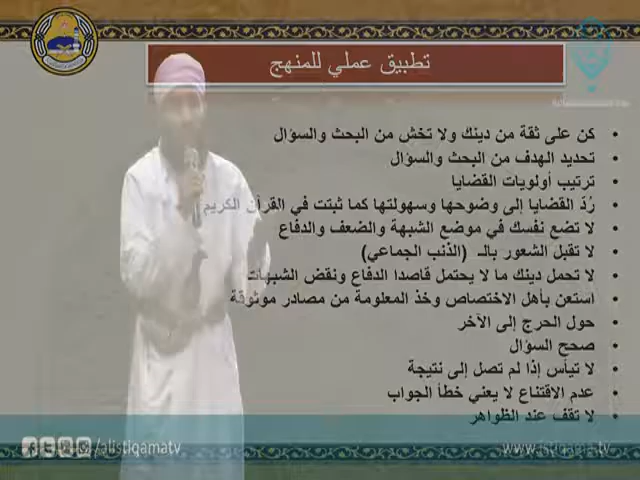 تطبيق عملي للمنهج
• كن على ثقة من دينك ولا تخش من البحث والسؤال
• تحديد الهدف من البحث والسؤال
• ترتيب أولويات القضايا
• رُدّ القضايا إلى وضوحها وسهولتها كما ثبتت في القرآن الكريم
• لا تضع نفسك في موضع الشبهة والضعف والدفاع
• لا تقبل الشعور بالـ (الذنب الجماعي)
• لا تحمل دينك ما لا يحتمل قاصدا الدفاع ونقض الشبهات
• استعن بأهل الاختصاص وخذ المعلومة من مصادر موثوقة
• حول الحرج إلى الآخر
• صحح السؤال
• لا تيأس إذا لم تصل إلى نتيجة
• عدم الاقتناع لا يعني خطأ الجواب
• لا تقف عند الظواهر
/alistiqamatv
www.istiqama.tv